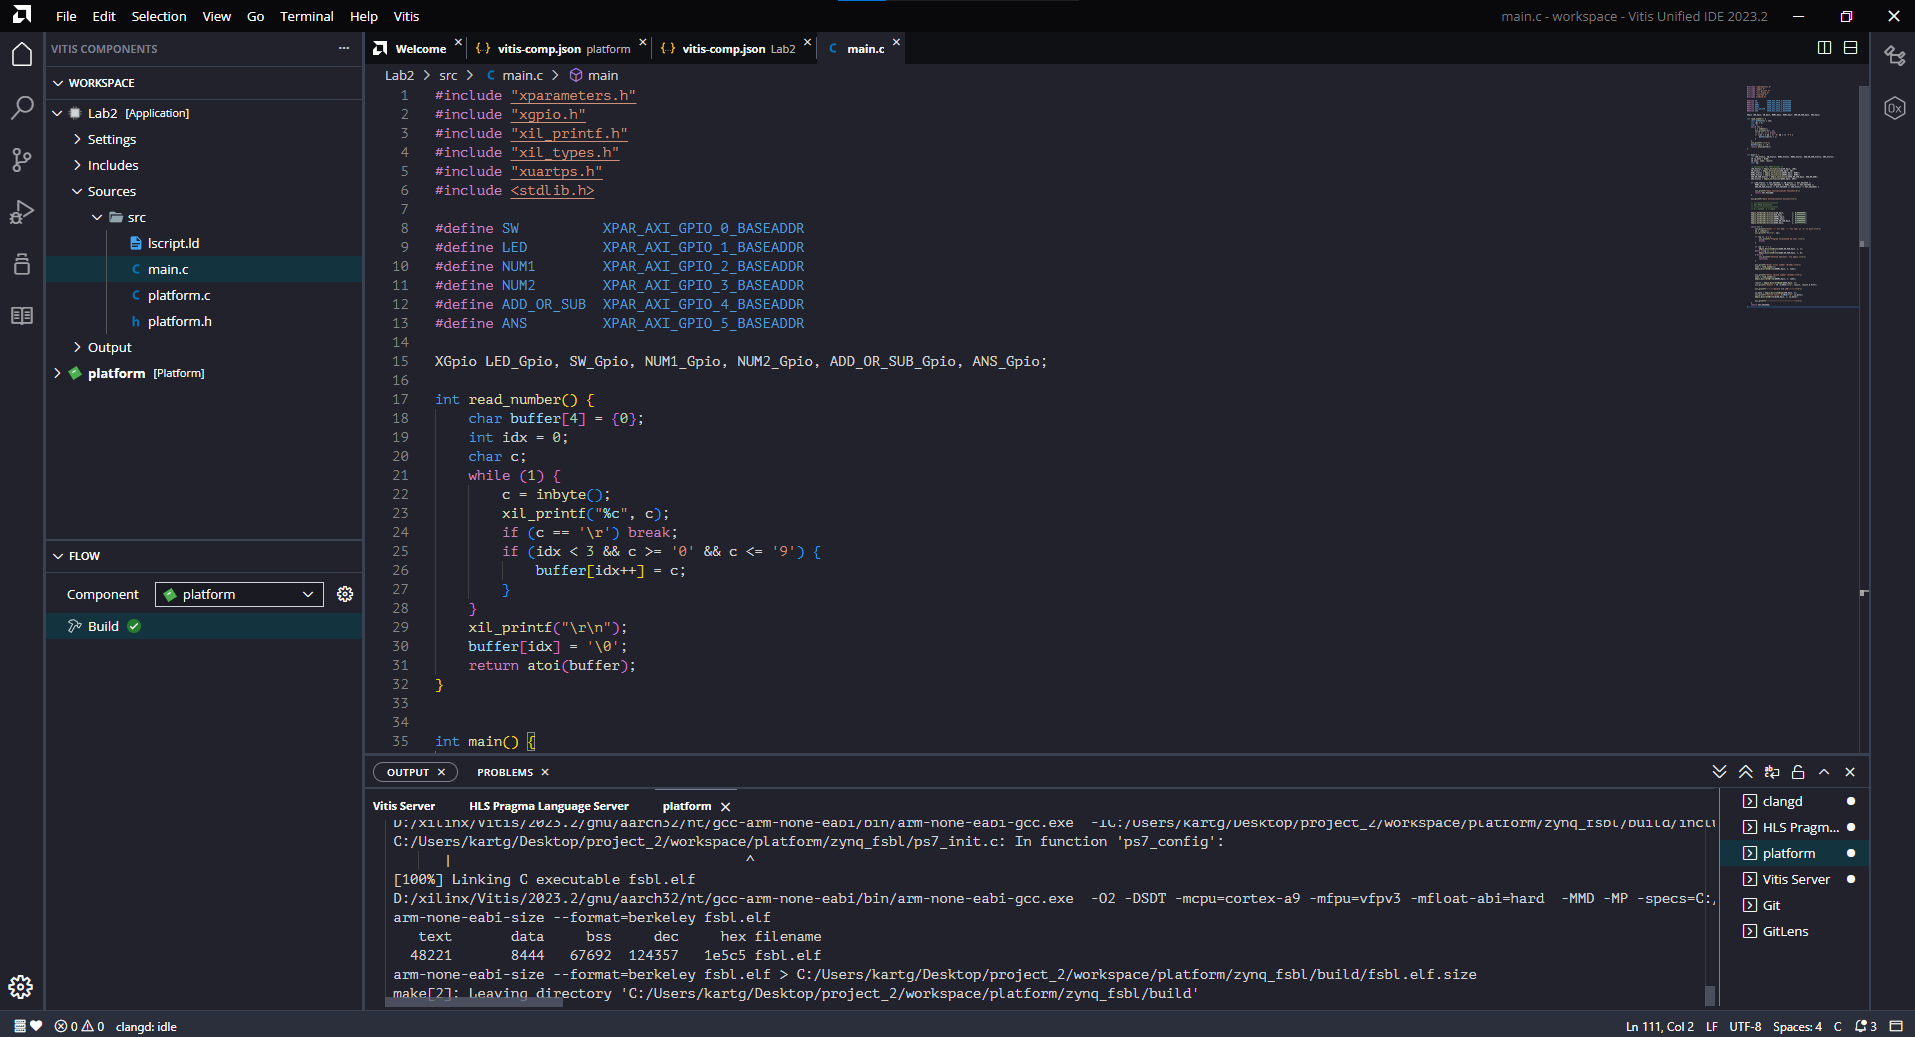 File Edit Selection View Go Terminal Help Vitis
main.c - workspace - Vitis Unified IDE 2023.2
VITIS COMPONENTS
WORKSPACE
Lab2 [Application]
Settings
Includes
Sources
src
lscript.ld
main.c
platform.c
platform.h
Output
platform [Platform]
FLOW
Component platform
Build
Welcome vitis-comp.json platform vitis-comp.json Lab2 main.c
Lab2 > src > C main.c > main
1 #include "xparameters.h"
2 #include "xgpio.h"
3 #include "xil_printf.h"
4 #include "xil_types.h"
5 #include "xuartps.h"
6 #include <stdlib.h>
7
8 #define SW XPAR_AXI_GPIO_0_BASEADDR
9 #define LED XPAR_AXI_GPIO_1_BASEADDR
10 #define NUM1 XPAR_AXI_GPIO_2_BASEADDR
11 #define NUM2 XPAR_AXI_GPIO_3_BASEADDR
12 #define ADD_OR_SUB XPAR_AXI_GPIO_4_BASEADDR
13 #define ANS XPAR_AXI_GPIO_5_BASEADDR
14
15 XGpio LED_Gpio, SW_Gpio, NUM1_Gpio, NUM2_Gpio, ADD_OR_SUB_Gpio, ANS_Gpio;
16
17 int read_number() {
18 char buffer[4] = {0};
19 int idx = 0;
20 char c;
21 while (1) {
22 c = inbyte();
23 xil_printf("%c", c);
24 if (c == '\r') break;
25 if (idx < 3 && c >= '0' && c <= '9') {
26 buffer[idx++] = c;
27 }
28 }
29 xil_printf("\r\n");
30 buffer[idx] = '\0';
31 return atoi(buffer);
32 }
33
34
35 int main() {
OUTPUT PROBLEMS
Vitis Server HLS Pragma Language Server platform
D:/xilinx/Vitis/2023.2/gnu/aarch32/nt/gcc-arm-none-eabi/bin/arm-none-eabi-gcc.exe -IC:/Users/kartg/Desktop/project_2/workspace/platform/zynq_fsbl/build/inclu
C:/Users/kartg/Desktop/project_2/workspace/platform/zynq_fsbl/ps7_init.c: In function 'ps7_config':
| ^
[100%] Linking C executable fsbl.elf
D:/xilinx/Vitis/2023.2/gnu/aarch32/nt/gcc-arm-none-eabi/bin/arm-none-eabi-gcc.exe -O2 -DSDT -mcpu=cortex-a9 -mfpu=vfpv3 -mfloat-abi=hard -MMD -MP -specs=C:/
arm-none-eabi-size --format=berkeley fsbl.elf
text data bss dec hex filename
48221 8444 67692 124357 1e5c5 fsbl.elf
arm-none-eabi-size --format=berkeley fsbl.elf > C:/Users/kartg/Desktop/project_2/workspace/platform/zynq_fsbl/build/fsbl.elf.size
make[2]: Leaving directory 'C:/Users/kartg/Desktop/project_2/workspace/platform/zynq_fsbl/build'
clangd
HLS Pragm...
platform
Vitis Server
Git
GitLens
0 0 clangd: idle
Ln 111, Col 2 LF UTF-8 Spaces: 4 C 3